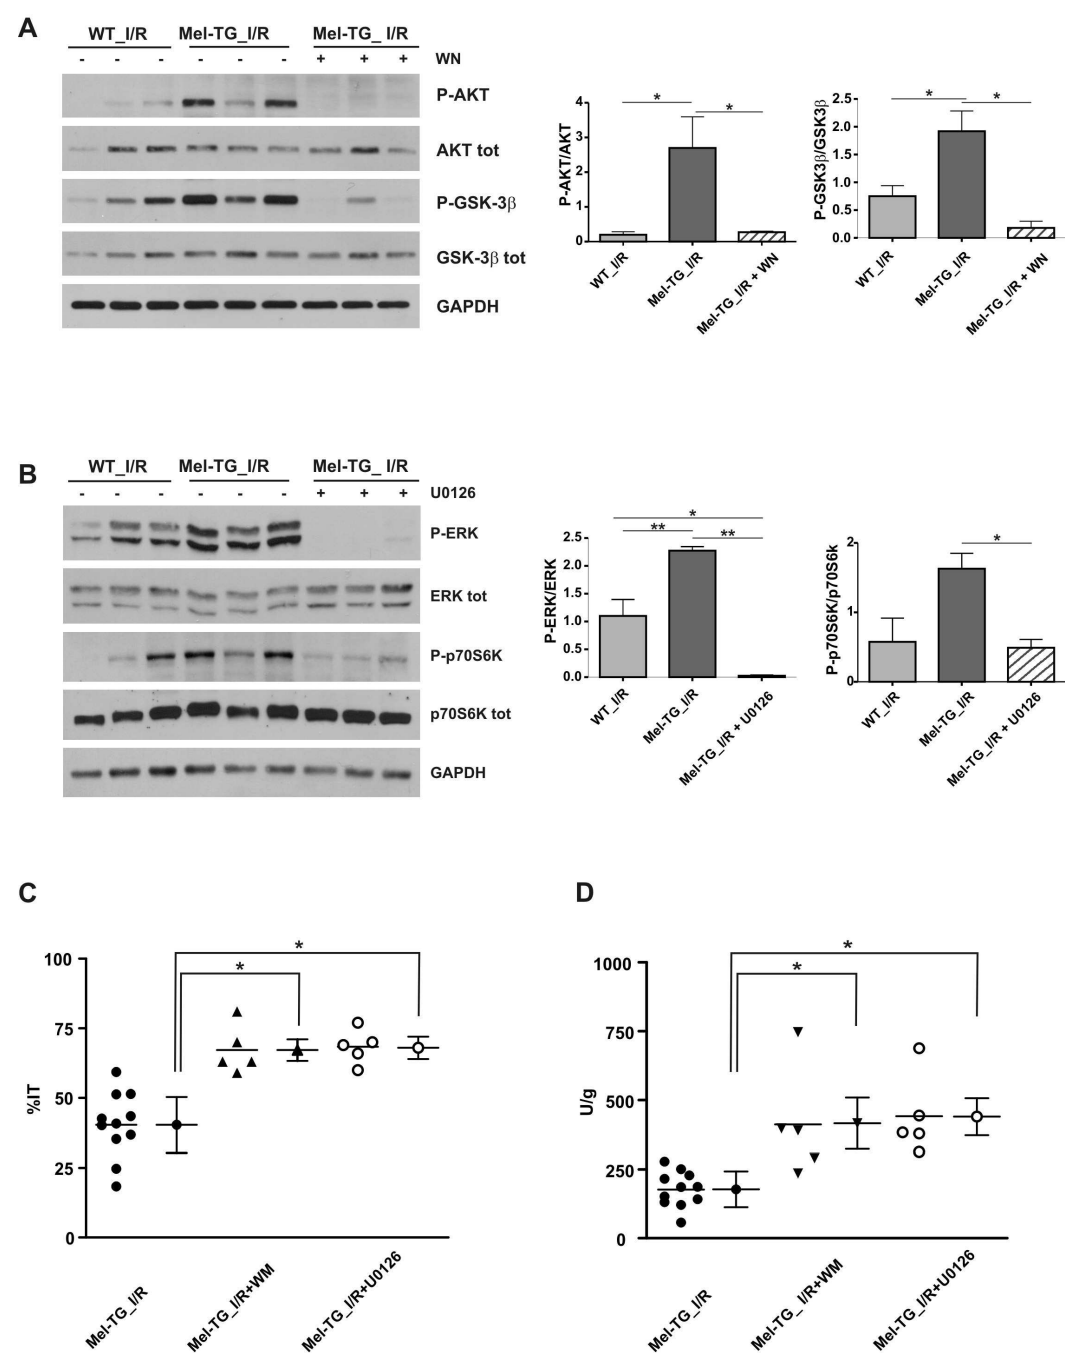 A
WT_I/R Mel-TG_I/R Mel-TG_ I/R
- - - - - - + + + WN
P-AKT
AKT tot
P-GSK-3β
GSK-3β tot
GAPDH
P-AKT/AKT
4
3
2
1
0
* *
WT_I/R
Mel-TG_I/R
Mel-TG_I/R + WN
P-GSK3β/GSK3β
2.5
2.0
1.5
1.0
0.5
0.0
* *
WT_I/R
Mel-TG_I/R
Mel-TG_I/R + WN
B
WT_I/R Mel-TG_I/R Mel-TG_ I/R
- - - - - - + + + U0126
P-ERK
ERK tot
P-p70S6K
p70S6K tot
GAPDH
P-ERK/ERK
2.5
2.0
1.5
1.0
0.5
0.0
*
** **
WT_I/R
Mel-TG_I/R
Mel-TG_I/R + U0126
P-p70S6K/p70S6k
2
1
0
*
WT_I/R
Mel-TG_I/R
Mel-TG_I/R + U0126
C
%IT
100
75
50
25
0
*
*
Mel-TG_I/R
Mel-TG_I/R+WM
Mel-TG_I/R+U0126
D
U/g
1000
750
500
250
0
*
*
Mel-TG_I/R
Mel-TG_I/R+WM
Mel-TG_I/R+U0126